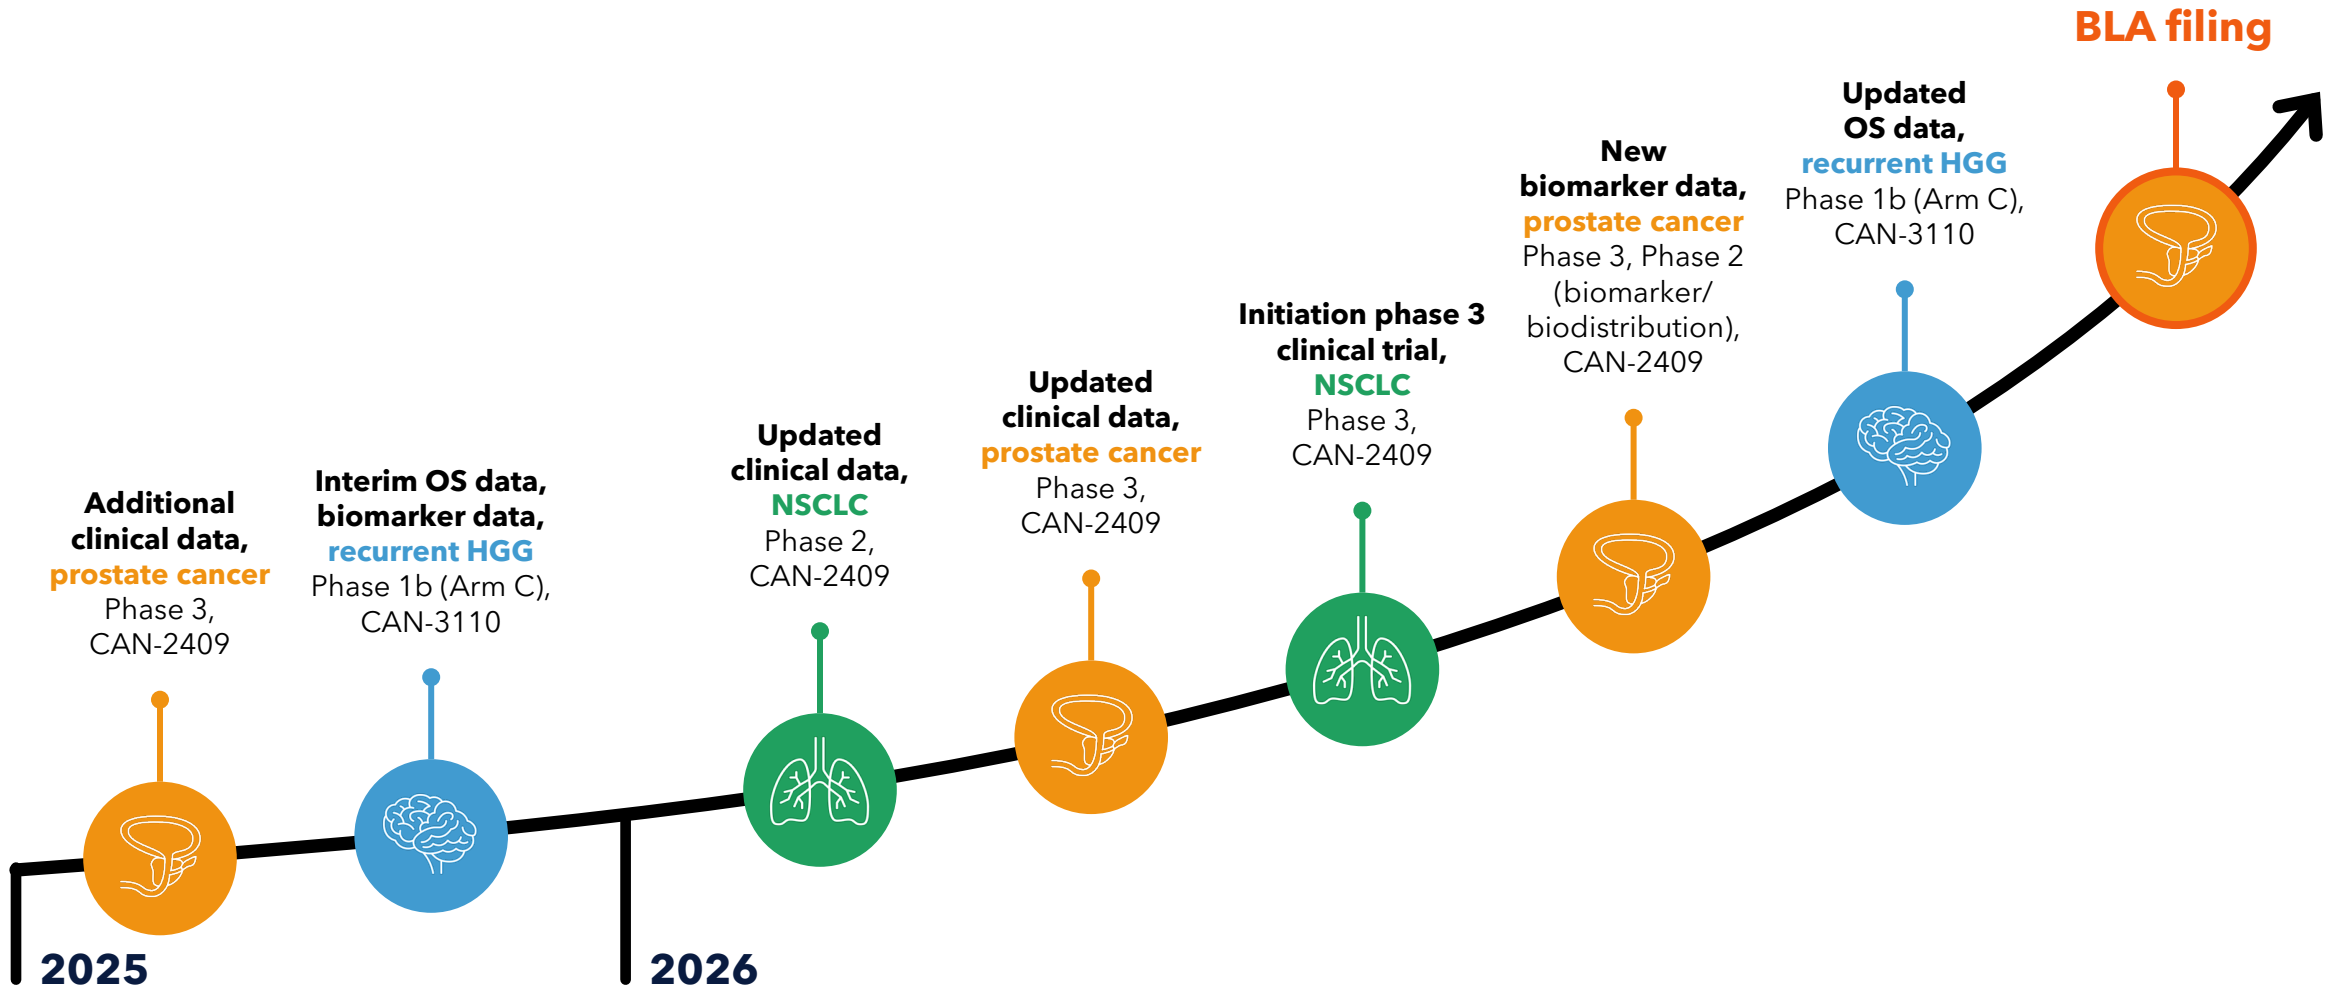 Additional
clinical data,
prostate cancer
Phase 3,
CAN-2409
Interim OS data,
biomarker data,
recurrent HGG
Phase 1b (Arm C),
CAN-3110
Updated
clinical data,
NSCLC
Phase 2,
CAN-2409
Updated
clinical data,
prostate cancer
Phase 3,
CAN-2409
Initiation phase 3
clinical trial,
NSCLC
Phase 3,
CAN-2409
New
biomarker data,
prostate cancer
Phase 3, Phase 2
(biomarker/
biodistribution),
CAN-2409
Updated
OS data,
recurrent HGG
Phase 1b (Arm C),
CAN-3110
BLA filing
2025
2026